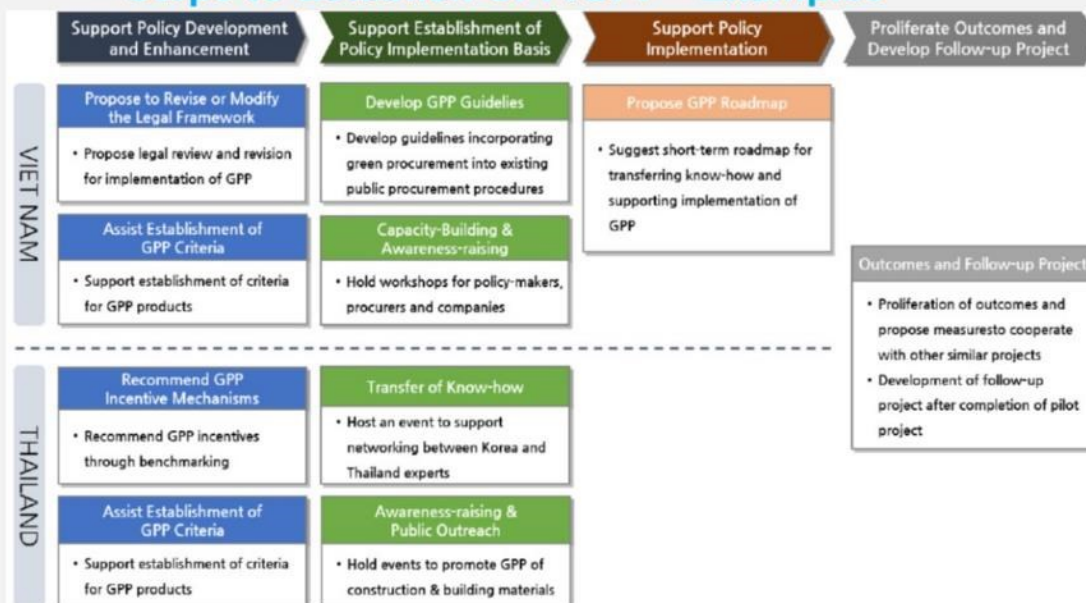 Support Policy Development
and Enhancement
Support Establishment of
Policy Implementation Basis
Support Policy
Implementation
Proliferate Outcomes and
Develop Follow-up Project
VIET NAM
Propose to Revise or Modify
the Legal Framework
• Propose legal review and revision
for implementation of GPP
Assist Establishment of
GPP Criteria
• Support establishment of criteria
for GPP products
Develop GPP Guidelies
• Develop guidelines incorporating
green procurement into existing
public procurement procedures
Capacity-Building &
Awareness-raising
• Hold workshops for policy-makers,
procurers and companies
Propose GPP Roadmap
• Suggest short-term roadmap for
transferring know-how and
supporting implementation of
GPP
Outcomes and Follow-up Project
• Proliferation of outcomes and
propose measuresto cooperate
with other similar projects
• Development of follow-up
project after completion of pilot
project
THAILAND
Recommend GPP
Incentive Mechanisms
• Recommend GPP incentives
through benchmarking
Assist Establishment of
GPP Criteria
• Support establishment of criteria
for GPP products
Transfer of Know-how
• Host an event to support
networking between Korea and
Thailand experts
Awareness-raising &
Public Outreach
• Hold events to promote GPP of
construction & building materials